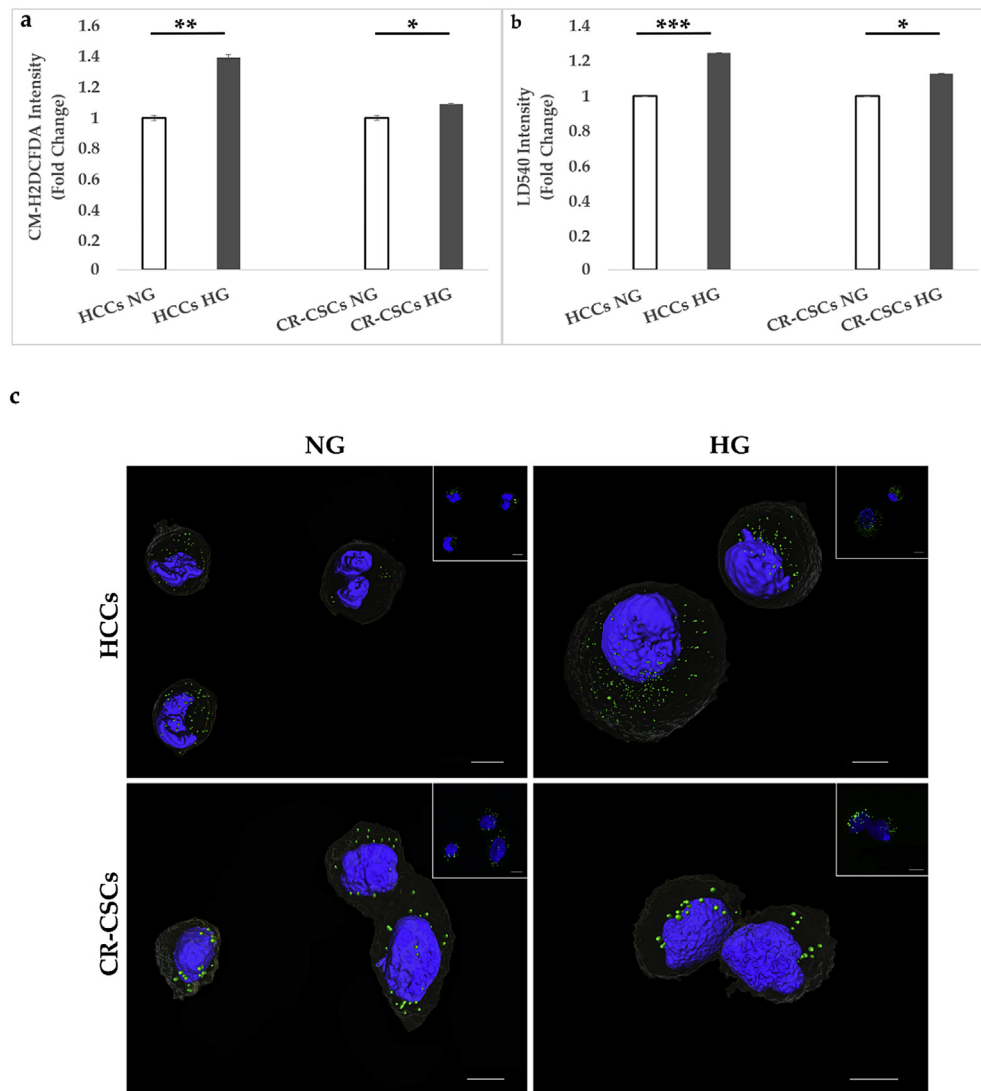 a
CM-H2DCFDA Intensity
(Fold Change)
1.6
1.4
1.2
1
0.8
0.6
0.4
0.2
0
**
*
HCCs NG
HCCs HG
CR-CSCs NG
CR-CSCs HG
b
LD540 Intensity
(Fold Change)
1.4
1.2
1
0.8
0.6
0.4
0.2
0
***
*
HCCs NG
HCCs HG
CR-CSCs NG
CR-CSCs HG
c
NG
HG
HCCs
CR-CSCs